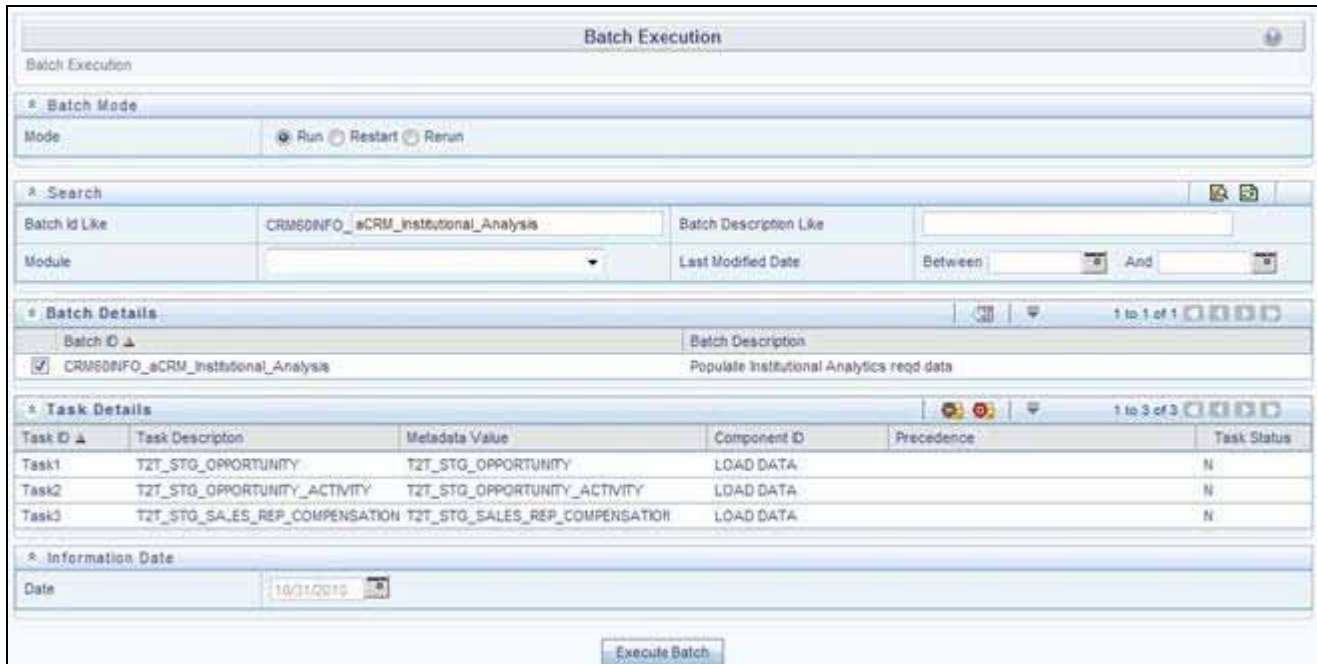 Batch Execution
Batch Execution
Batch Mode
Mode Run Restart Rerun
Search
Batch Id Like CRM60INFO_ aCRM_Institutional_Analysis Batch Description Like
Module Last Modified Date Between And
Batch Details 1 to 1 of 1
Batch ID Batch Description
CRM60INFO_aCRM_Institutional_Analysis Populate Institutional Analytics reqd data
Task Details 1 to 3 of 3
Task ID Task Descripton Metadata Value Component ID Precedence Task Status
Task1 T2T_STG_OPPORTUNITY T2T_STG_OPPORTUNITY LOAD DATA N
Task2 T2T_STG_OPPORTUNITY_ACTIVITY T2T_STG_OPPORTUNITY_ACTIVITY LOAD DATA N
Task3 T2T_STG_SALES_REP_COMPENSATION T2T_STG_SALES_REP_COMPENSATION LOAD DATA N
Information Date
Date 10/31/2010
Execute Batch